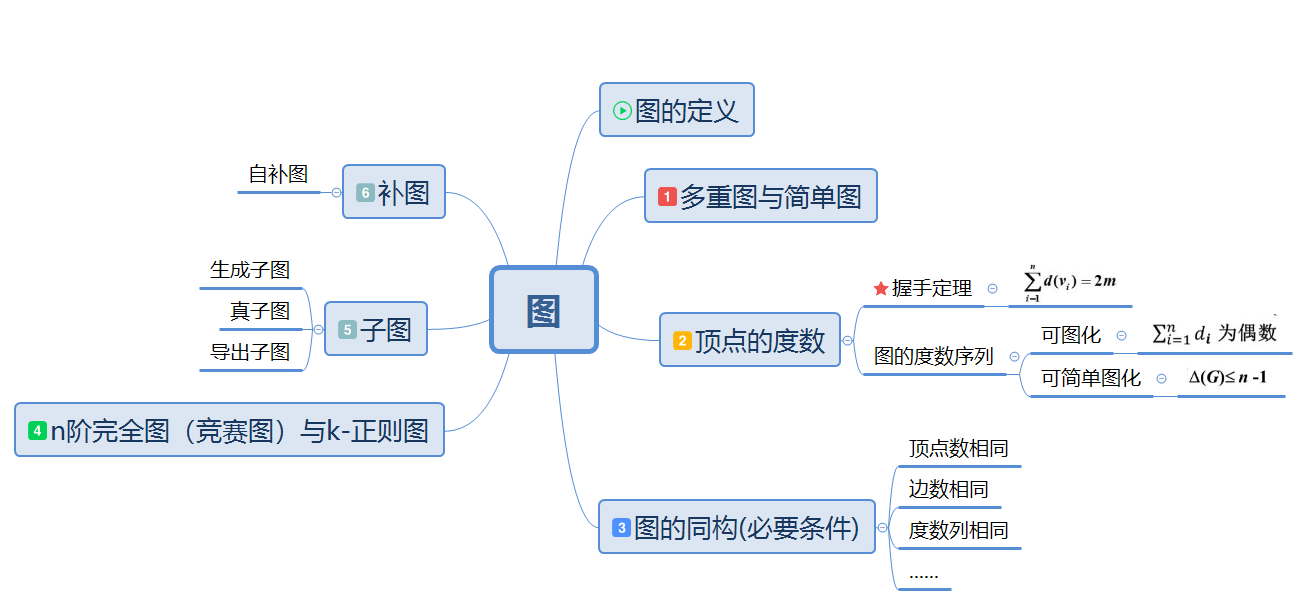 图
图的定义
1 多重图与简单图
2 顶点的度数
握手定理
$\sum_{i=1}^{n} d(v_i) = 2m$
图的度数序列
可图化
$\sum_{i=1}^{n} d_i$ 为偶数
可简单图化
Δ(G)≤ n -1
3 图的同构(必要条件)
顶点数相同
边数相同
度数列相同
......
4 n阶完全图（竞赛图）与k-正则图
5 子图
生成子图
真子图
导出子图
6 补图
自补图